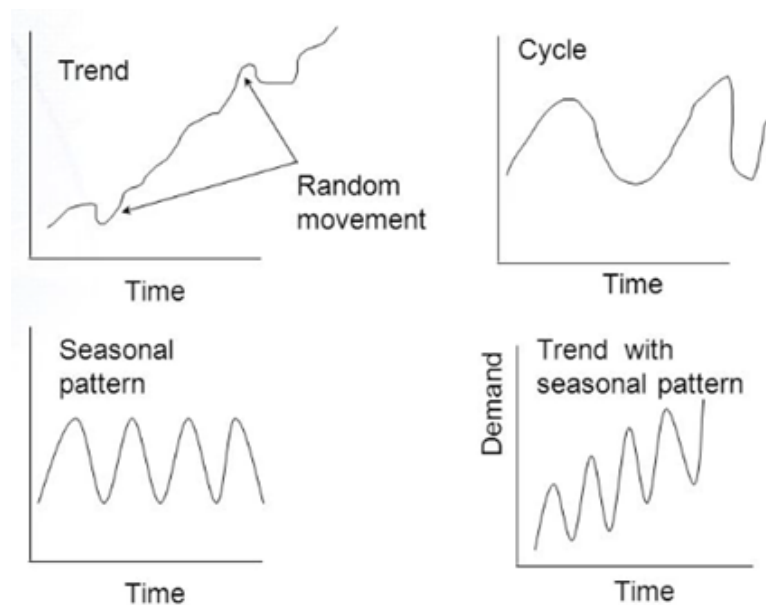 Trend
Random
movement
Time
Cycle
Time
Seasonal
pattern
Time
Trend with
seasonal pattern
Demand
Time